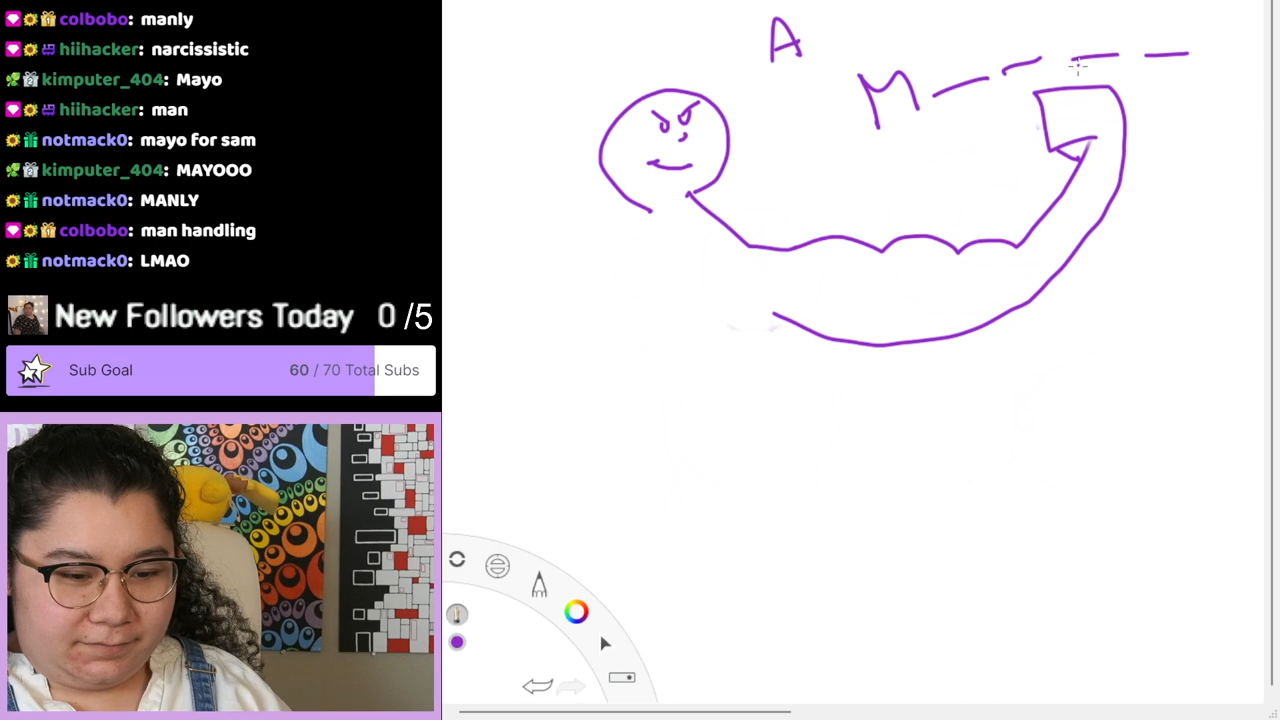 colbobo: manly
hiihacker: narcissistic
kimputer_404: Mayo
hiihacker: man
notmack0: mayo for sam
kimputer_404: MAYOOO
notmack0: MANLY
colbobo: man handling
notmack0: LMAO
New Followers Today 0 /5
Sub Goal 60 / 70 Total Subs
A
M _ _ _ _